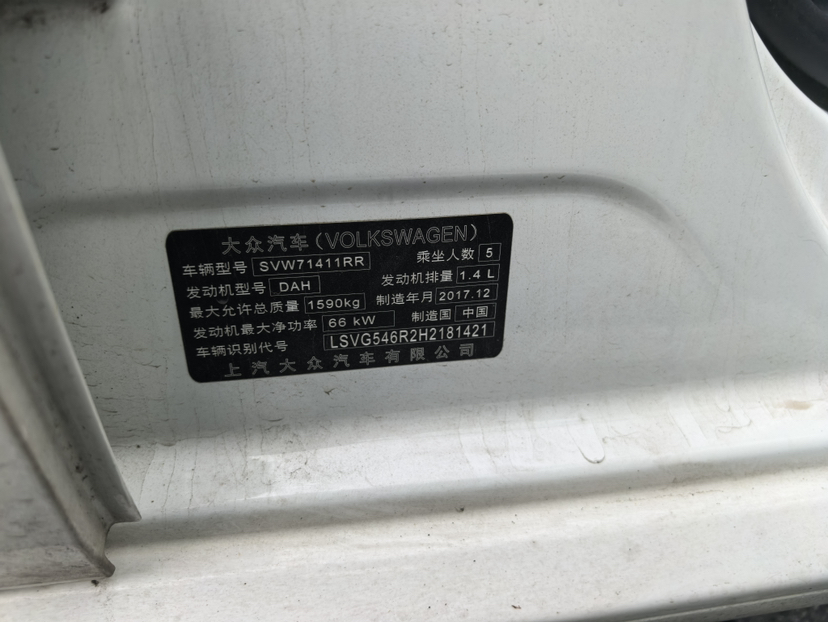 大众汽车(VOLKSWAGEN)
车辆型号 SVW71411RR 乘坐人数 5
发动机型号 DAH 发动机排量 1.4 L
最大允许总质量 1590kg 制造年月 2017.12
发动机最大净功率 66 kW 制造国 中国
车辆识别代号 LSVG546R2H2181421
上汽大众汽车有限公司